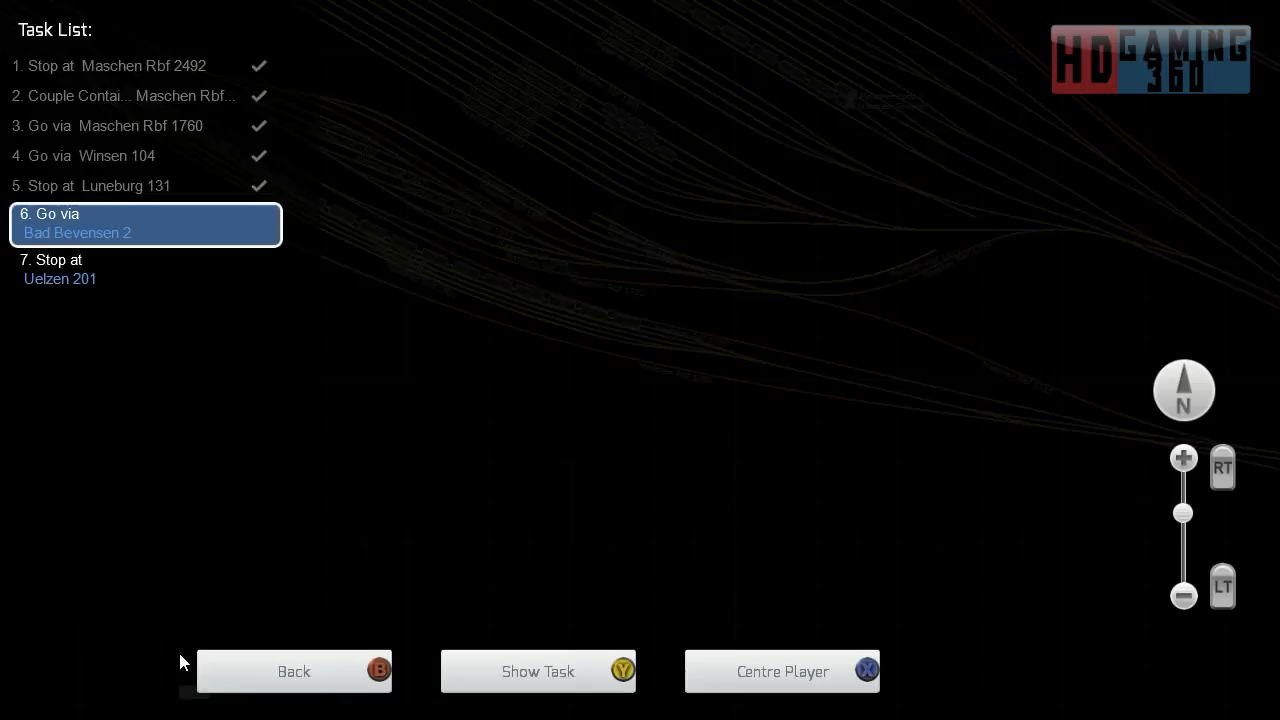 Task List:
HD GAMING 360
1. Stop at Maschen Rbf 2492
2. Couple Contai... Maschen Rbf...
3. Go via Maschen Rbf 1760
4. Go via Winsen 104
5. Stop at Luneburg 131
6. Go via
Bad Bevensen 2
7. Stop at
Uelzen 201
N
RT
LT
Back B
Show Task Y
Centre Player X